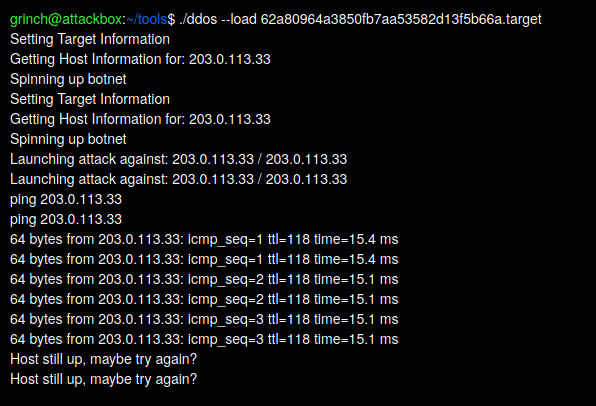 grinch@attackbox:~/tools$ ./ddos --load 62a80964a3850fb7aa53582d13f5b66a.target
Setting Target Information
Getting Host Information for: 203.0.113.33
Spinning up botnet
Setting Target Information
Getting Host Information for: 203.0.113.33
Spinning up botnet
Launching attack against: 203.0.113.33 / 203.0.113.33
Launching attack against: 203.0.113.33 / 203.0.113.33
ping 203.0.113.33
ping 203.0.113.33
64 bytes from 203.0.113.33: icmp_seq=1 ttl=118 time=15.4 ms
64 bytes from 203.0.113.33: icmp_seq=1 ttl=118 time=15.4 ms
64 bytes from 203.0.113.33: icmp_seq=2 ttl=118 time=15.1 ms
64 bytes from 203.0.113.33: icmp_seq=2 ttl=118 time=15.1 ms
64 bytes from 203.0.113.33: icmp_seq=3 ttl=118 time=15.1 ms
64 bytes from 203.0.113.33: icmp_seq=3 ttl=118 time=15.1 ms
Host still up, maybe try again?
Host still up, maybe try again?